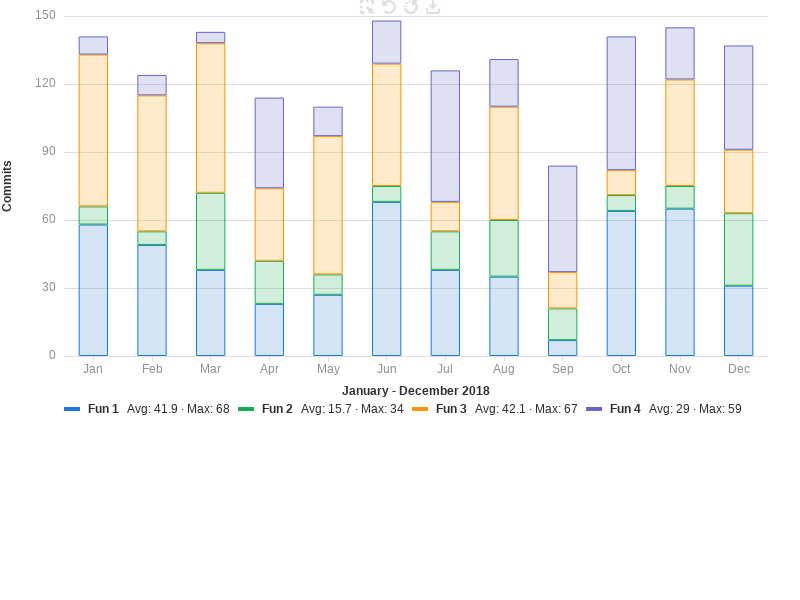 150
120
90
60
30
0
Commits
Jan Feb Mar Apr May Jun Jul Aug Sep Oct Nov Dec
January - December 2018
Fun 1 Avg: 41.9 · Max: 68 Fun 2 Avg: 15.7 · Max: 34 Fun 3 Avg: 42.1 · Max: 67 Fun 4 Avg: 29 · Max: 59